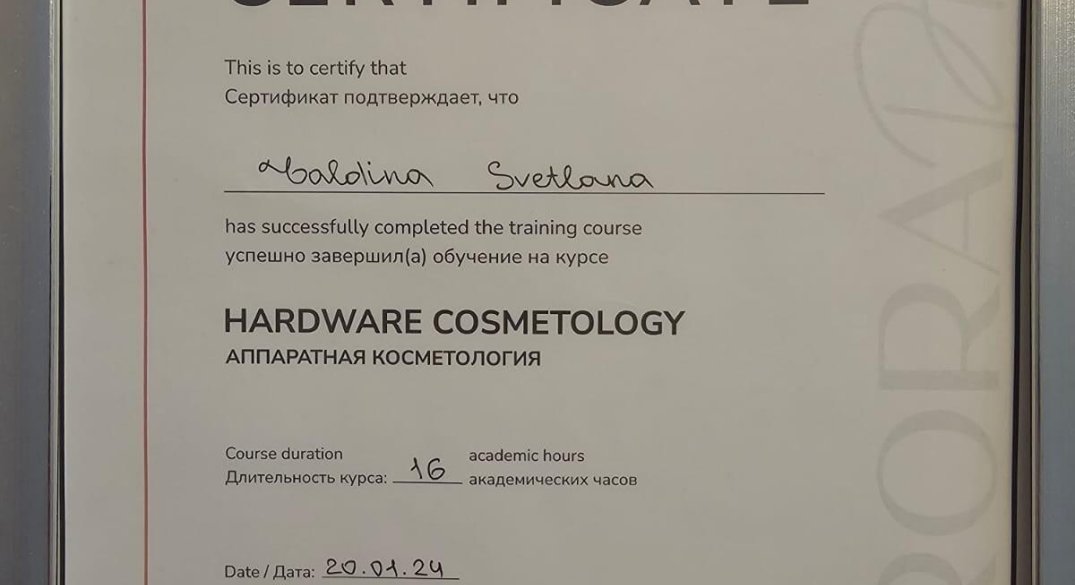 CERTIFICATE
This is to certify that
Сертификат подтверждает, что
Svetlana
has successfully completed the training course
успешно завершил(а) обучение на курсе
HARDWARE COSMETOLOGY
АППАРАТНАЯ КОСМЕТОЛОГИЯ
Course duration
Длительность курса: 16
academic hours
академических часов
Date / Дата: 20.01.24